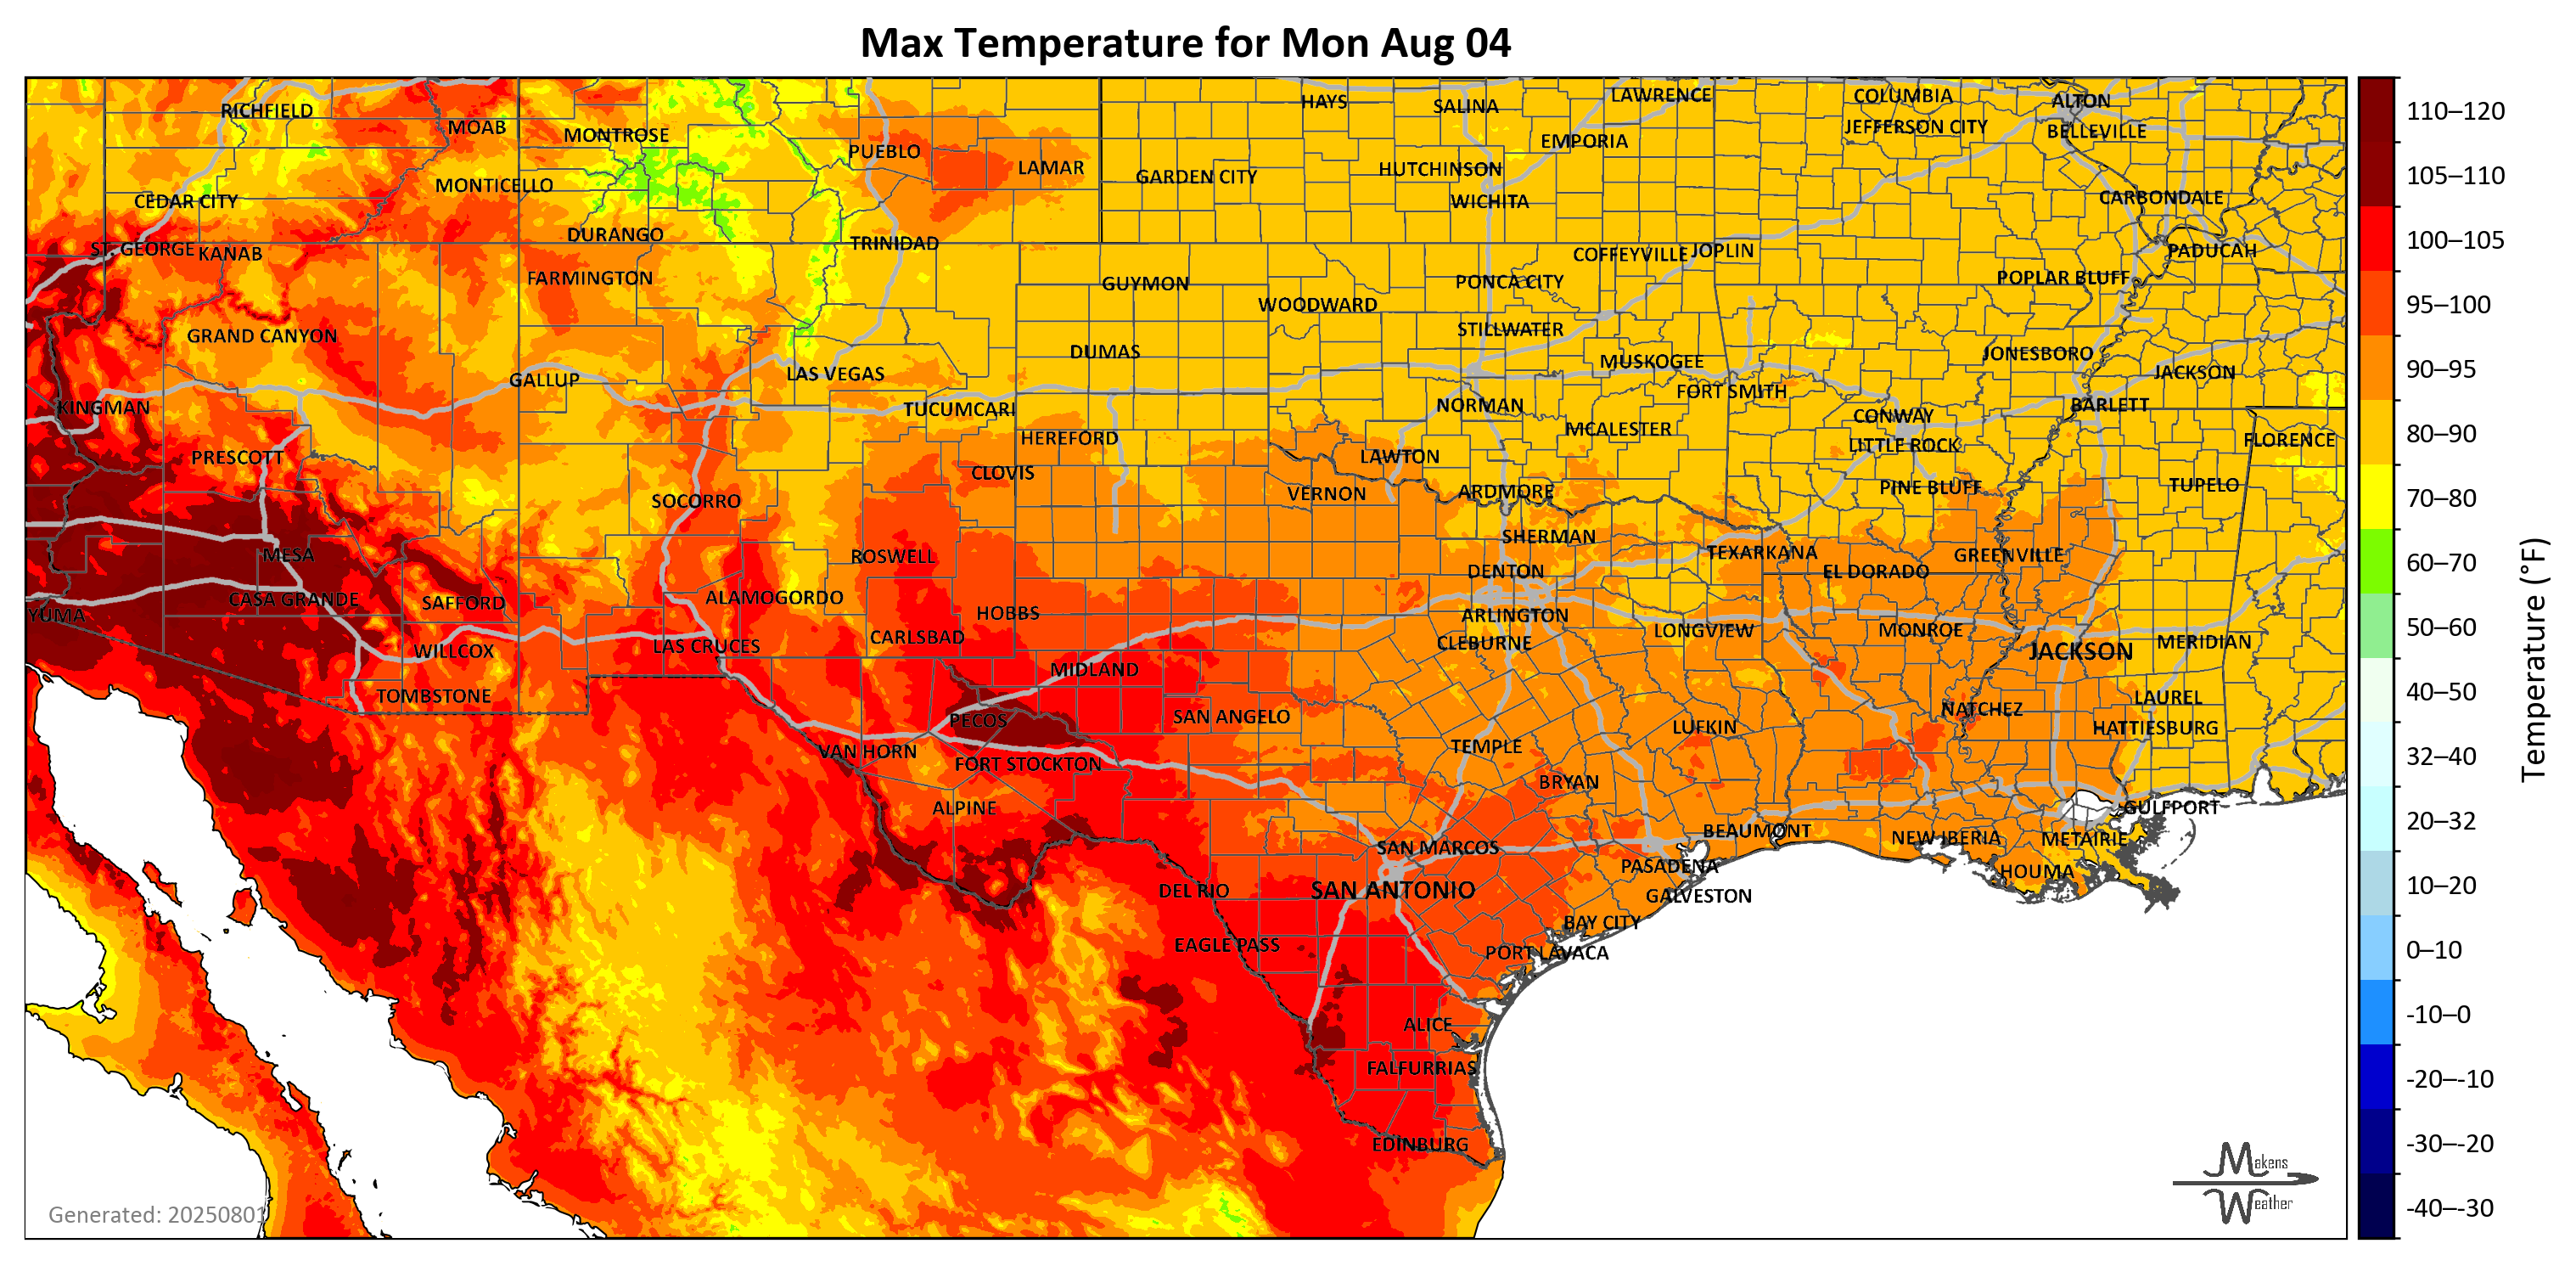 Max Temperature for Mon Aug 04
HAYS
SALINA
LAWRENCE
COLUMBIA
ALTON
RICHFIELD
MOAB
MONTROSE
PUEBLO
EMPORIA
JEFFERSON CITY
BELLEVILLE
LAMAR
GARDEN CITY
HUTCHINSON
MONTICELLO
CEDAR CITY
WICHITA
CARBONDALE
DURANGO
TRINIDAD
ST. GEORGE
KANAB
COFFEYVILLE
JOPLIN
PADUCAH
FARMINGTON
GUYMON
PONCA CITY
POPLAR BLUFF
WOODWARD
GRAND CANYON
STILLWATER
DUMAS
MUSKOGEE
JONESBORO
GALLUP
LAS VEGAS
FORT SMITH
JACKSON
KINGMAN
TUCUMCARI
NORMAN
CONWAY
BARLETT
HEREFORD
MCALESTER
LITTLE ROCK
FLORENCE
PRESCOTT
CLOVIS
LAWTON
SOCORRO
VERNON
ARDMORE
PINE BLUFF
TUPELO
MESA
ROSWELL
SHERMAN
TEXARKANA
GREENVILLE
DENTON
EL DORADO
YUMA
CASA GRANDE
SAFFORD
ALAMOGORDO
HOBBS
ARLINGTON
CARLSBAD
CLEBURNE
LONGVIEW
MONROE
JACKSON
MERIDIAN
WILLCOX
LAS CRUCES
MIDLAND
TOMBSTONE
PECOS
SAN ANGELO
NATCHEZ
LAUREL
LUFKIN
HATTIESBURG
VAN HORN
FORT STOCKTON
TEMPLE
BRYAN
ALPINE
GULFPORT
SAN MARCOS
BEAUMONT
NEW IBERIA
METAIRIE
PASADENA
HOUMA
DEL RIO
SAN ANTONIO
GALVESTON
BAY CITY
EAGLE PASS
PORT LAVACA
ALICE
FALFURRIAS
EDINBURG
Generated: 20250801
Makens
Weather
110–120
105–110
100–105
95–100
90–95
80–90
70–80
60–70
50–60
40–50
32–40
20–32
10–20
0–10
-10–0
-20–-10
-30–-20
-40–-30
Temperature (°F)